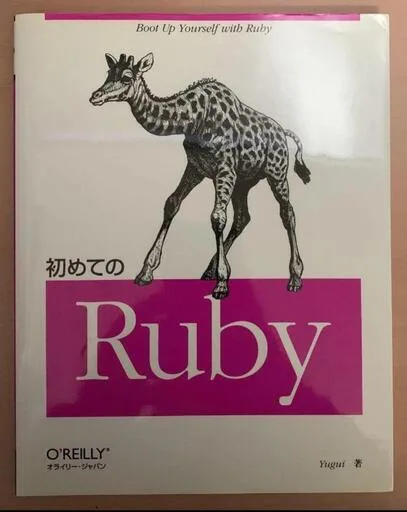 Boot Up Yourself with Ruby
初めての
Ruby
O'REILLY®
オライリー・ジャパン
Yugui 著